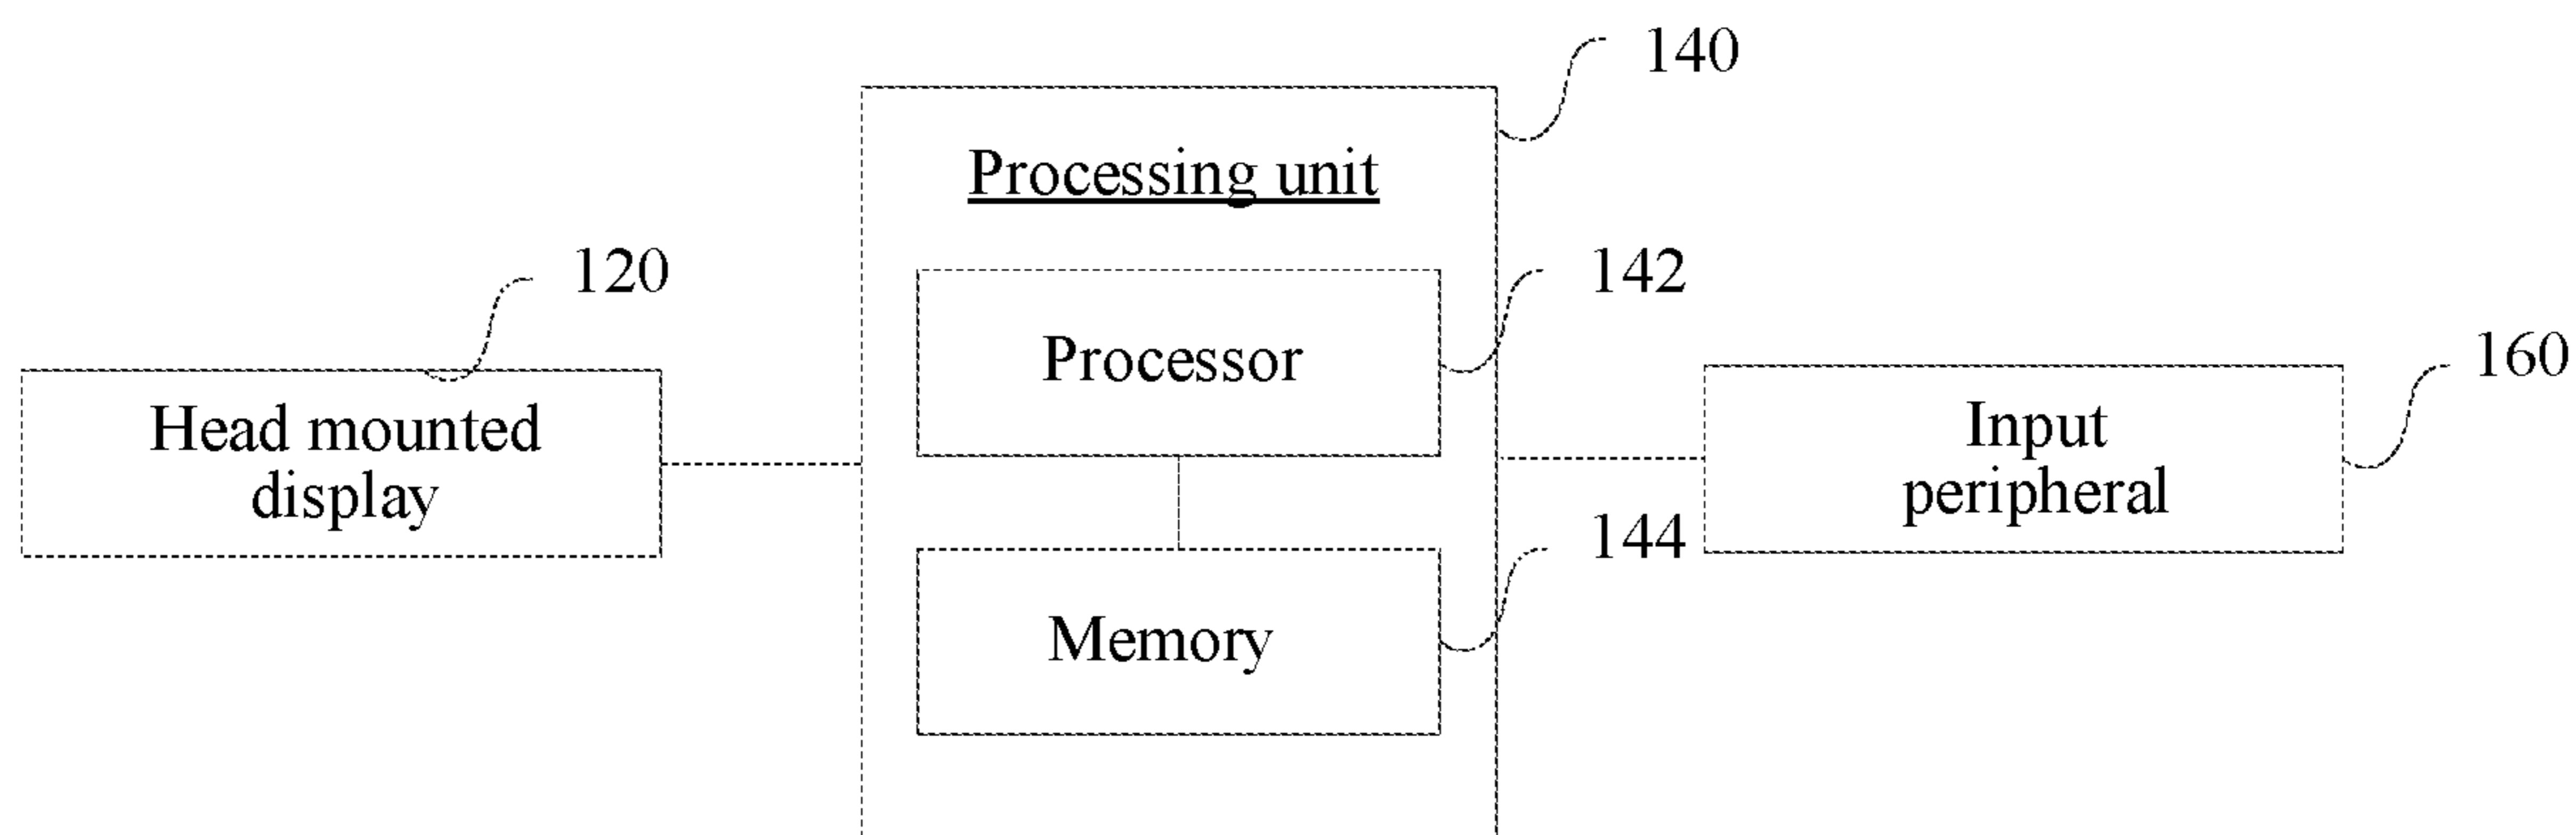 140
Processing unit
120
142
Processor
160
Head mounted
display
Input
peripheral
144
Memory